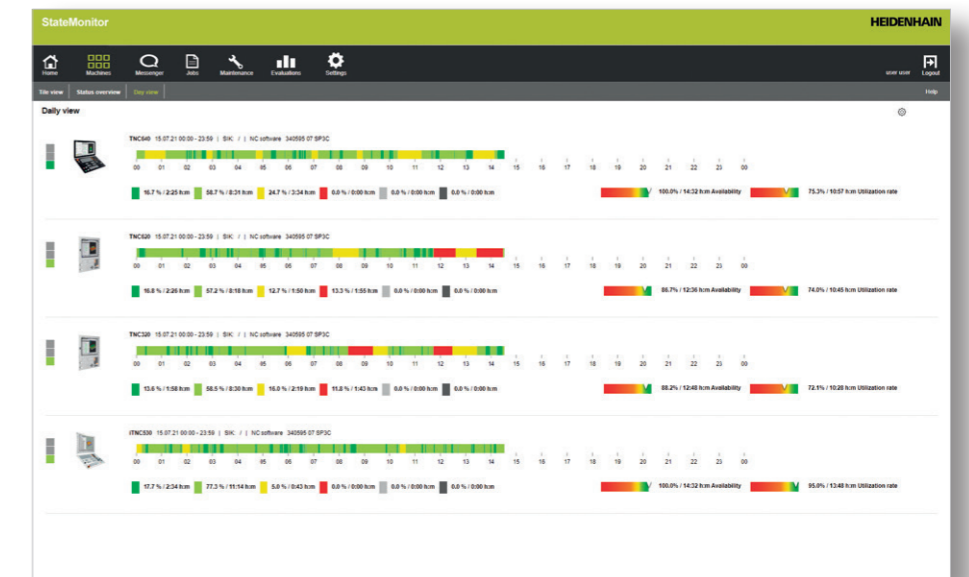 StateMonitor HEIDENHAIN
Home Machines Messenger Jobs Maintenance Evaluations Settings user user Logout
Tile view Status overview Day view Help
Daily view
TNC640 15.07.21 00:00 - 23:59 | SIK: / | NC software 340595 07 SP3C
00 01 02 03 04 05 06 07 08 09 10 11 12 13 14 15 16 17 18 19 20 21 22 23 00
16.7 % / 2:25 h:m 58.7 % / 8:31 h:m 24.7 % / 3:34 h:m 0.0 % / 0:00 h:m 0.0 % / 0:00 h:m 0.0 % / 0:00 h:m 100.0% / 14:32 h:m Availability 75.3% / 10:57 h:m Utilization rate
TNC620 15.07.21 00:00 - 23:59 | SIK: / | NC software 340595 07 SP3C
00 01 02 03 04 05 06 07 08 09 10 11 12 13 14 15 16 17 18 19 20 21 22 23 00
16.8 % / 2:26 h:m 57.2 % / 8:18 h:m 12.7 % / 1:50 h:m 13.3 % / 1:55 h:m 0.0 % / 0:00 h:m 0.0 % / 0:00 h:m 86.7% / 12:36 h:m Availability 74.0% / 10:45 h:m Utilization rate
TNC320 15.07.21 00:00 - 23:59 | SIK: / | NC software 340595 07 SP3C
00 01 02 03 04 05 06 07 08 09 10 11 12 13 14 15 16 17 18 19 20 21 22 23 00
13.6 % / 1:58 h:m 58.5 % / 8:30 h:m 16.0 % / 2:19 h:m 11.8 % / 1:43 h:m 0.0 % / 0:00 h:m 0.0 % / 0:00 h:m 88.2% / 12:48 h:m Availability 72.1% / 10:28 h:m Utilization rate
iTNC530 15.07.21 00:00 - 23:59 | SIK: / | NC software 340595 07 SP3C
00 01 02 03 04 05 06 07 08 09 10 11 12 13 14 15 16 17 18 19 20 21 22 23 00
17.7 % / 2:34 h:m 77.3 % / 11:14 h:m 5.0 % / 0:43 h:m 0.0 % / 0:00 h:m 0.0 % / 0:00 h:m 0.0 % / 0:00 h:m 100.0% / 14:32 h:m Availability 95.0% / 13:48 h:m Utilization rate